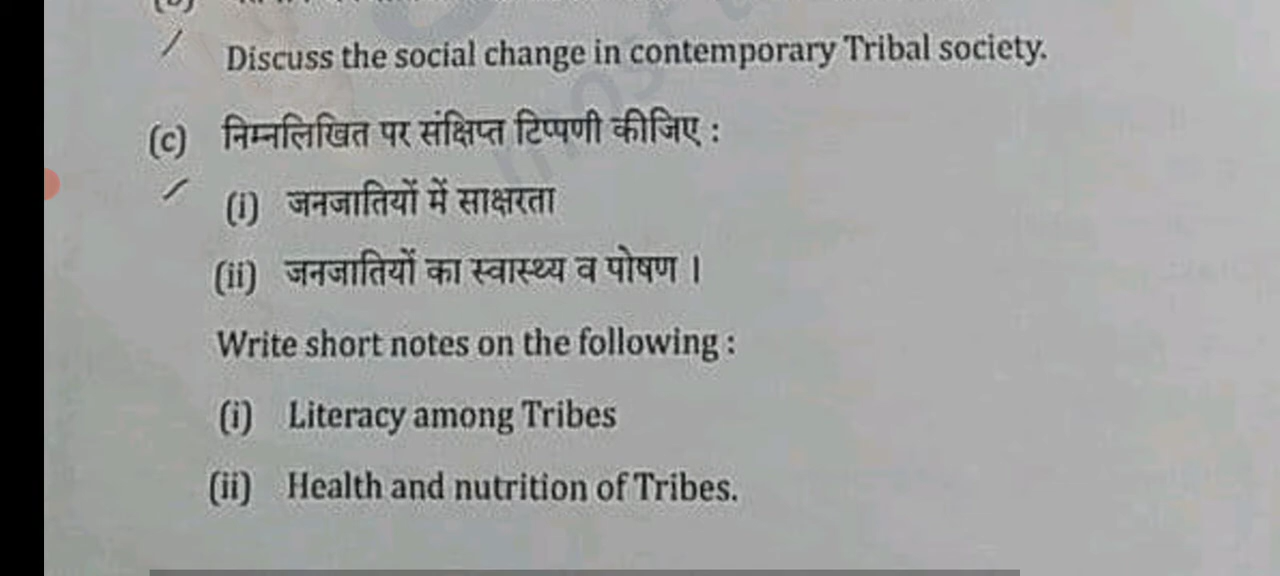 Discuss the social change in contemporary Tribal society.
(c) निम्नलिखित पर संक्षिप्त टिप्पणी कीजिए :
(i) जनजातियों में साक्षरता
(ii) जनजातियों का स्वास्थ्य व पोषण ।
Write short notes on the following :
(i) Literacy among Tribes
(ii) Health and nutrition of Tribes.